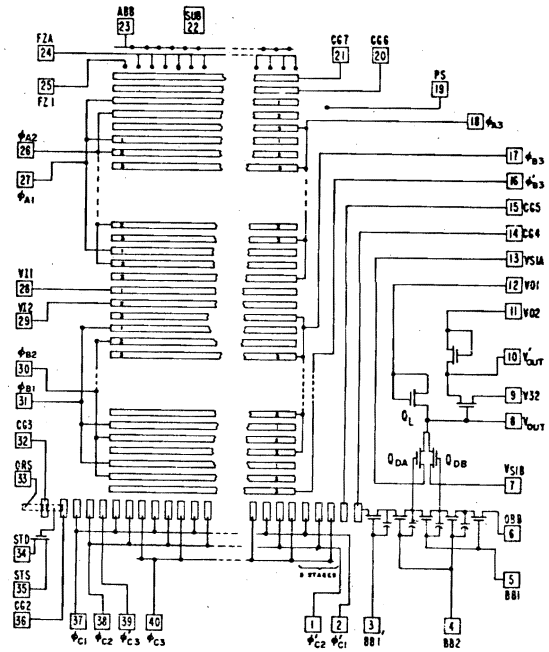 ABB
23
SUB
22
FZA
24
25
FZ1
CG7
21
CG6
20
PS
19
18 ϕA3
ϕA2
26
27
ϕA1
17 ϕB3
16 ϕ'B3
15 CG5
14 CG4
13 VS1A
12 VD1
11 VD2
10 V'OUT
9 V32
8 VOUT
VI1
28
VI2
29
ϕB2
30
31
ϕB1
QL
QDA
QDB
VS1B
7
CG3
32
ORS
33
STD
34
STS
35
CG2
36
OBB
6
5
BB1
37
ϕC1
38
ϕC2
39
ϕ'C3
40
ϕC3
STAGES
1
ϕ'C2
2
ϕ'C1
3
BB1'
4
BB2